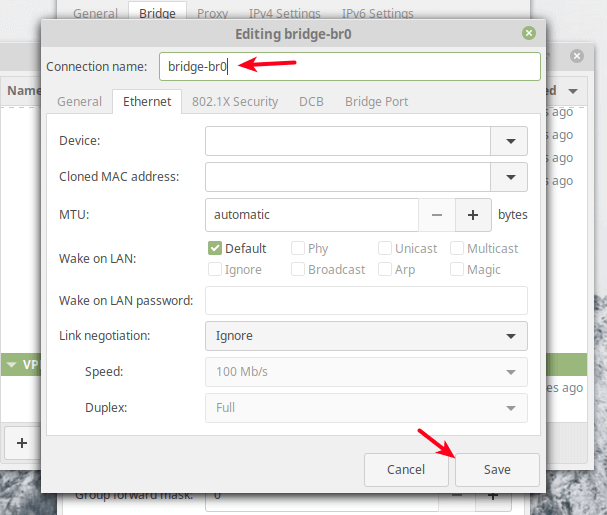 General Bridge Proxy IPv4 Settings IPv6 Settings
Editing bridge-br0
Connection name: bridge-br0
Name ed
General Ethernet 802.1X Security DCB Bridge Port
s ago
Device:
s ago
s ago
Cloned MAC address:
s ago
MTU: automatic − + bytes
Wake on LAN: Default Phy Unicast Multicast
Ignore Broadcast Arp Magic
Wake on LAN password:
Link negotiation: Ignore
VP
Speed: 100 Mb/s
es ago
Duplex: Full
+
Cancel Save
Group forward mask: 0 − +